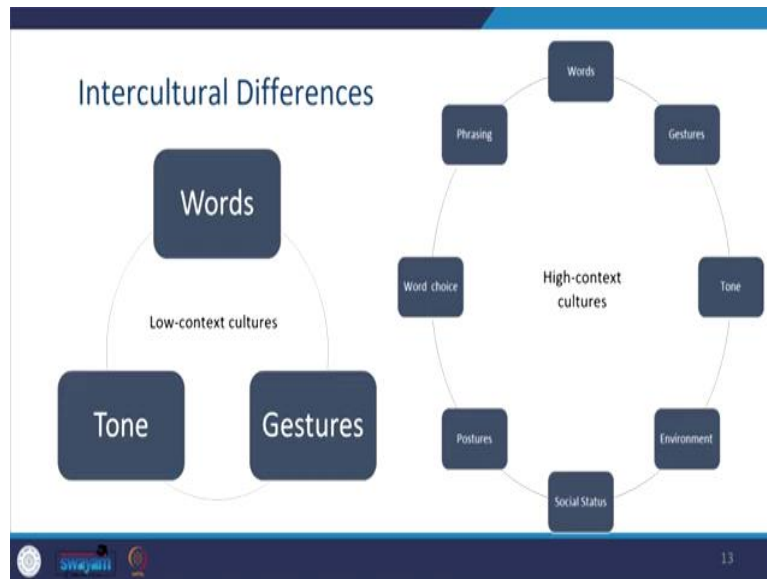 Intercultural Differences
Words
Low-context cultures
Tone
Gestures
Words
Gestures
Tone
Environment
Social Status
Postures
Word choice
Phrasing
High-context
cultures
swayam
13